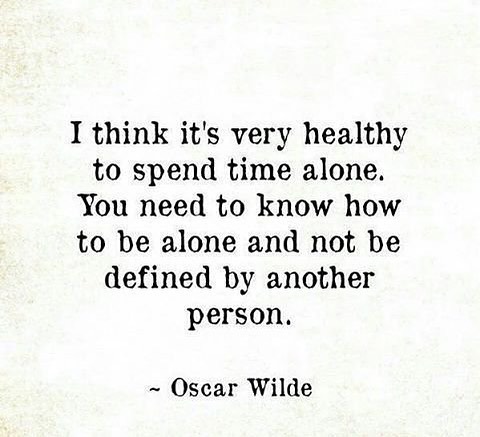 I think it's very healthy
to spend time alone.
You need to know how
to be alone and not be
defined by another
person.
~ Oscar Wilde